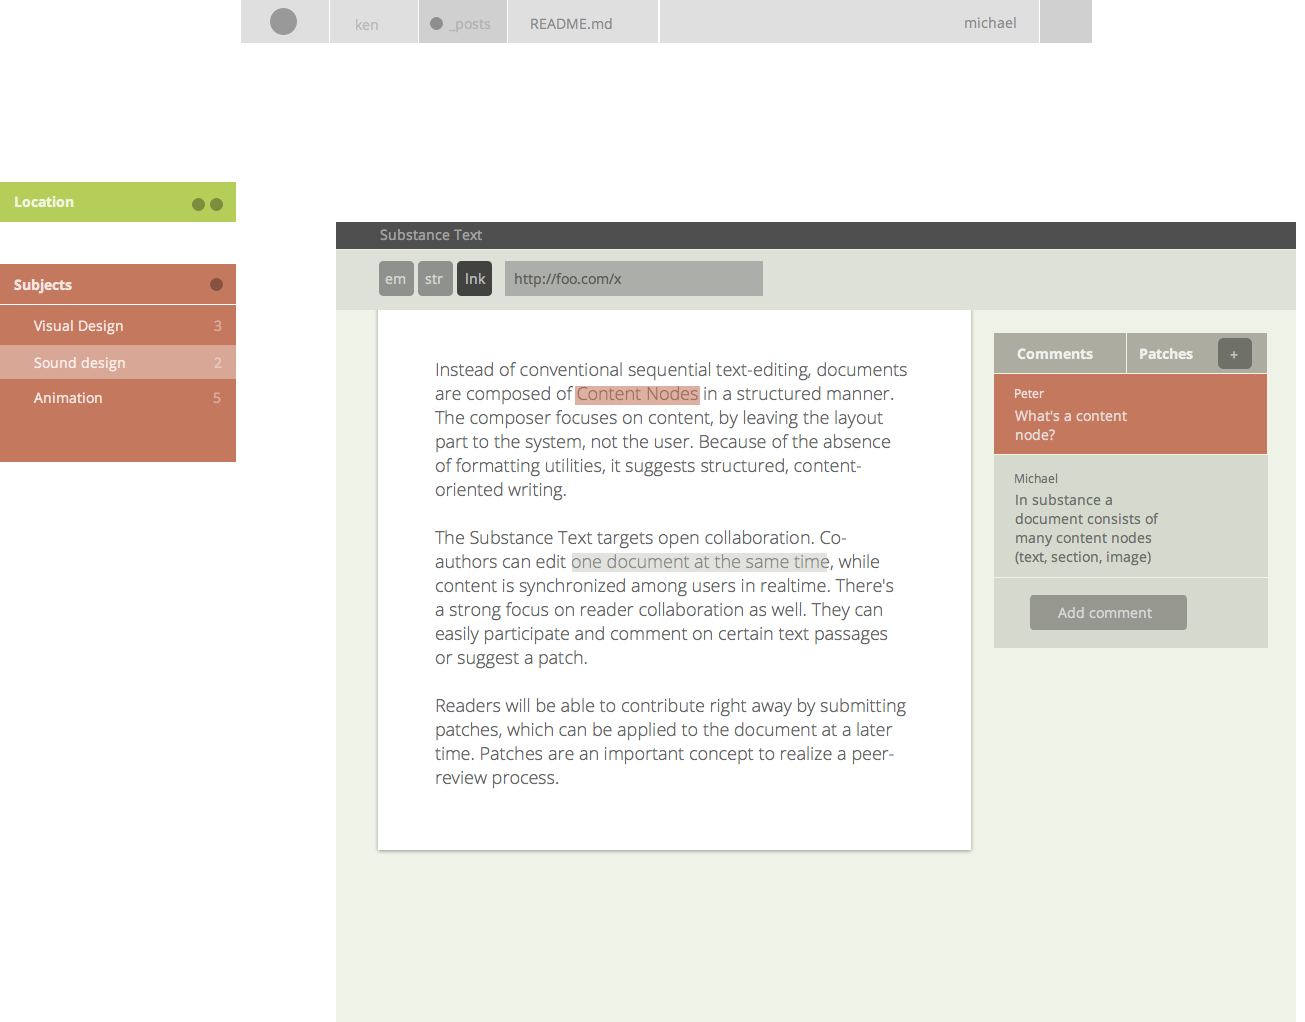 ken
_posts
README.md
michael
Location
Subjects
Visual Design 3
Sound design 2
Animation 5
Substance Text
em str lnk http://foo.com/x
Instead of conventional sequential text-editing, documents
are composed of Content Nodes in a structured manner.
The composer focuses on content, by leaving the layout
part to the system, not the user. Because of the absence
of formatting utilities, it suggests structured, content-
oriented writing.
The Substance Text targets open collaboration. Co-
authors can edit one document at the same time, while
content is synchronized among users in realtime. There's
a strong focus on reader collaboration as well. They can
easily participate and comment on certain text passages
or suggest a patch.
Readers will be able to contribute right away by submitting
patches, which can be applied to the document at a later
time. Patches are an important concept to realize a peer-
review process.
Comments Patches +
Peter
What's a content
node?
Michael
In substance a
document consists of
many content nodes
(text, section, image)
Add comment